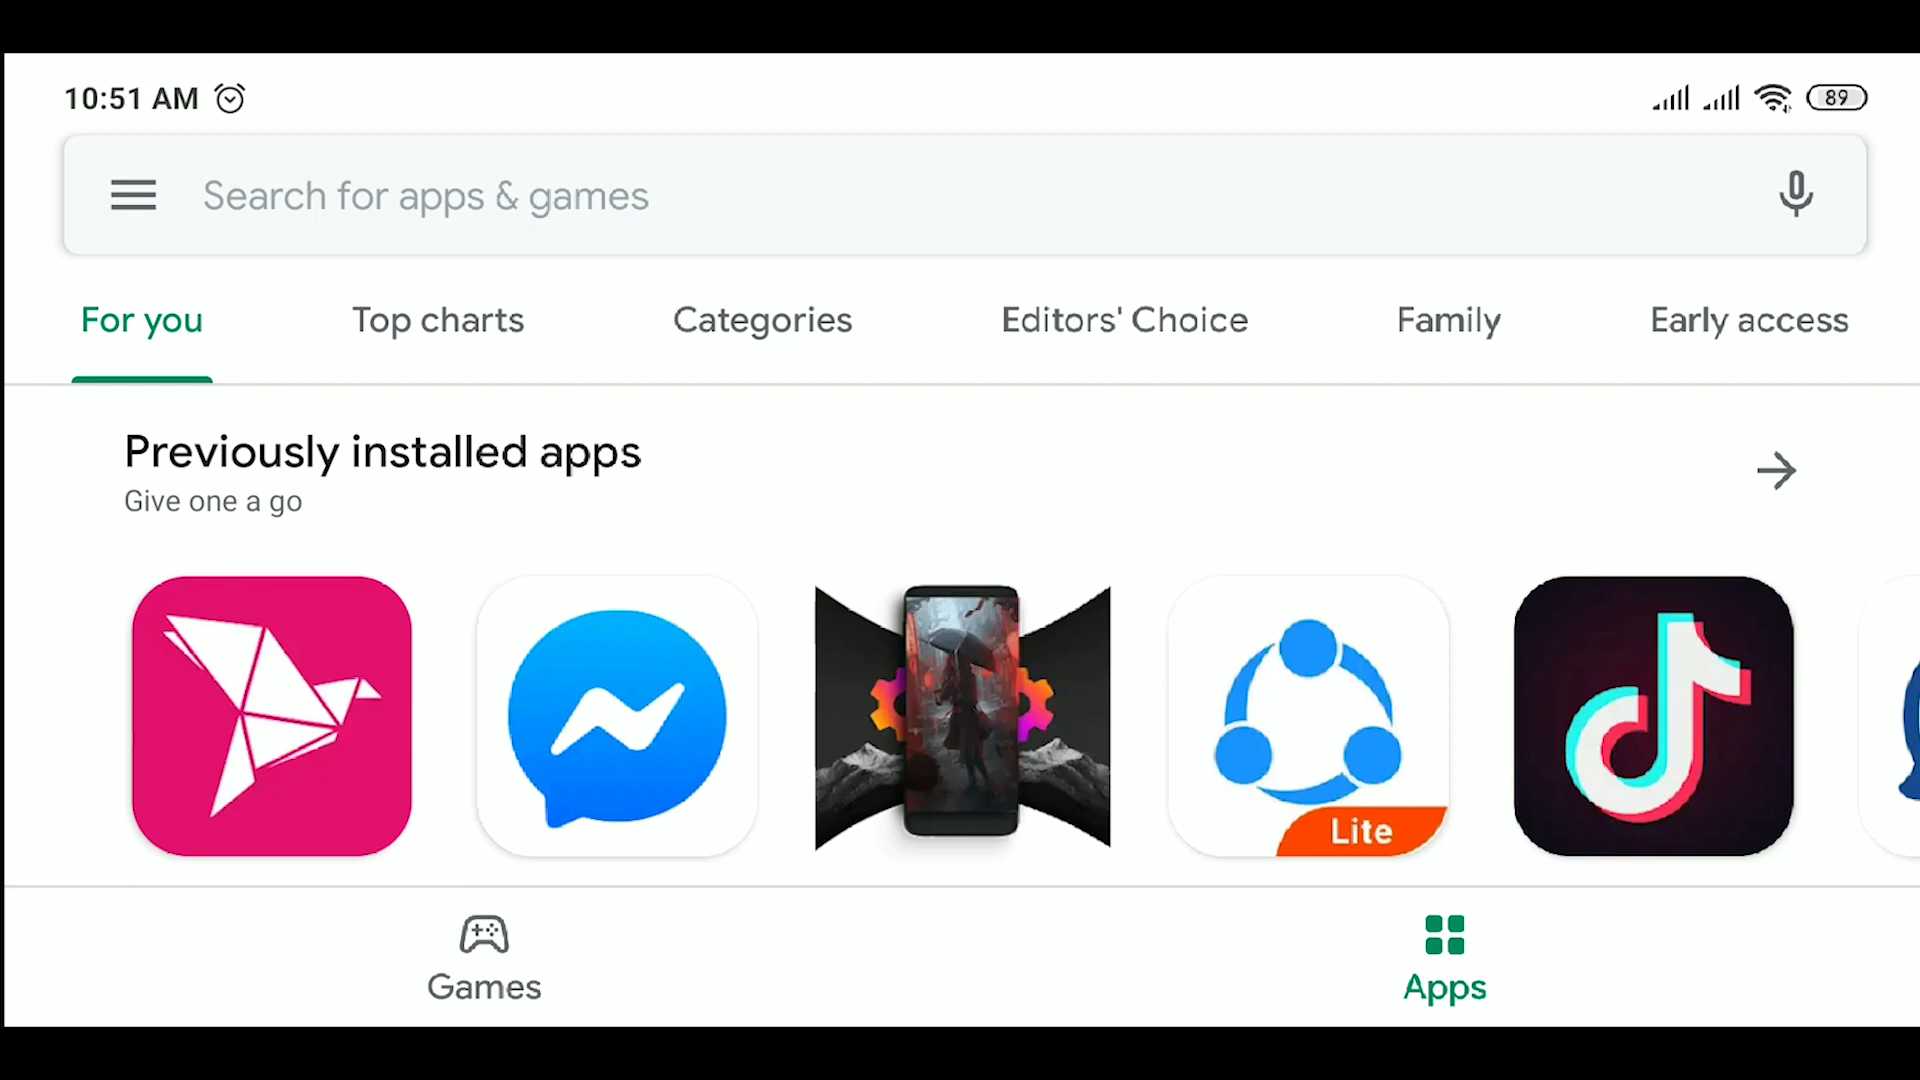 10:51 AM 89
Search for apps & games
For you Top charts Categories Editors' Choice Family Early access
Previously installed apps
Give one a go
Lite
Games Apps